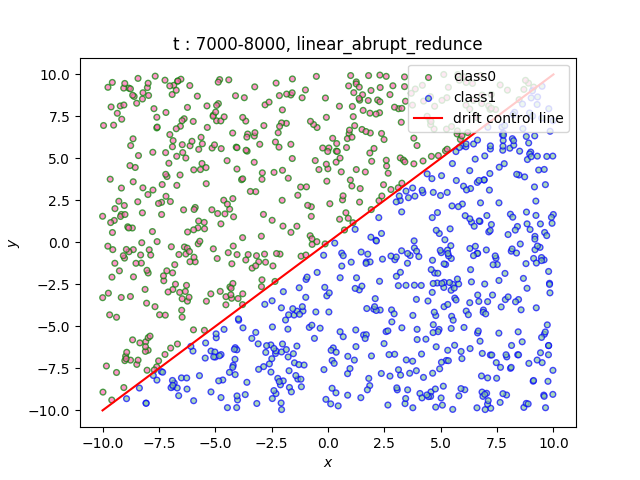 t : 7000-8000, linear_abrupt_redunce
class0
class1
drift control line
y
10.0
7.5
5.0
2.5
0.0
−2.5
−5.0
−7.5
−10.0
−10.0 −7.5 −5.0 −2.5 0.0 2.5 5.0 7.5 10.0
x